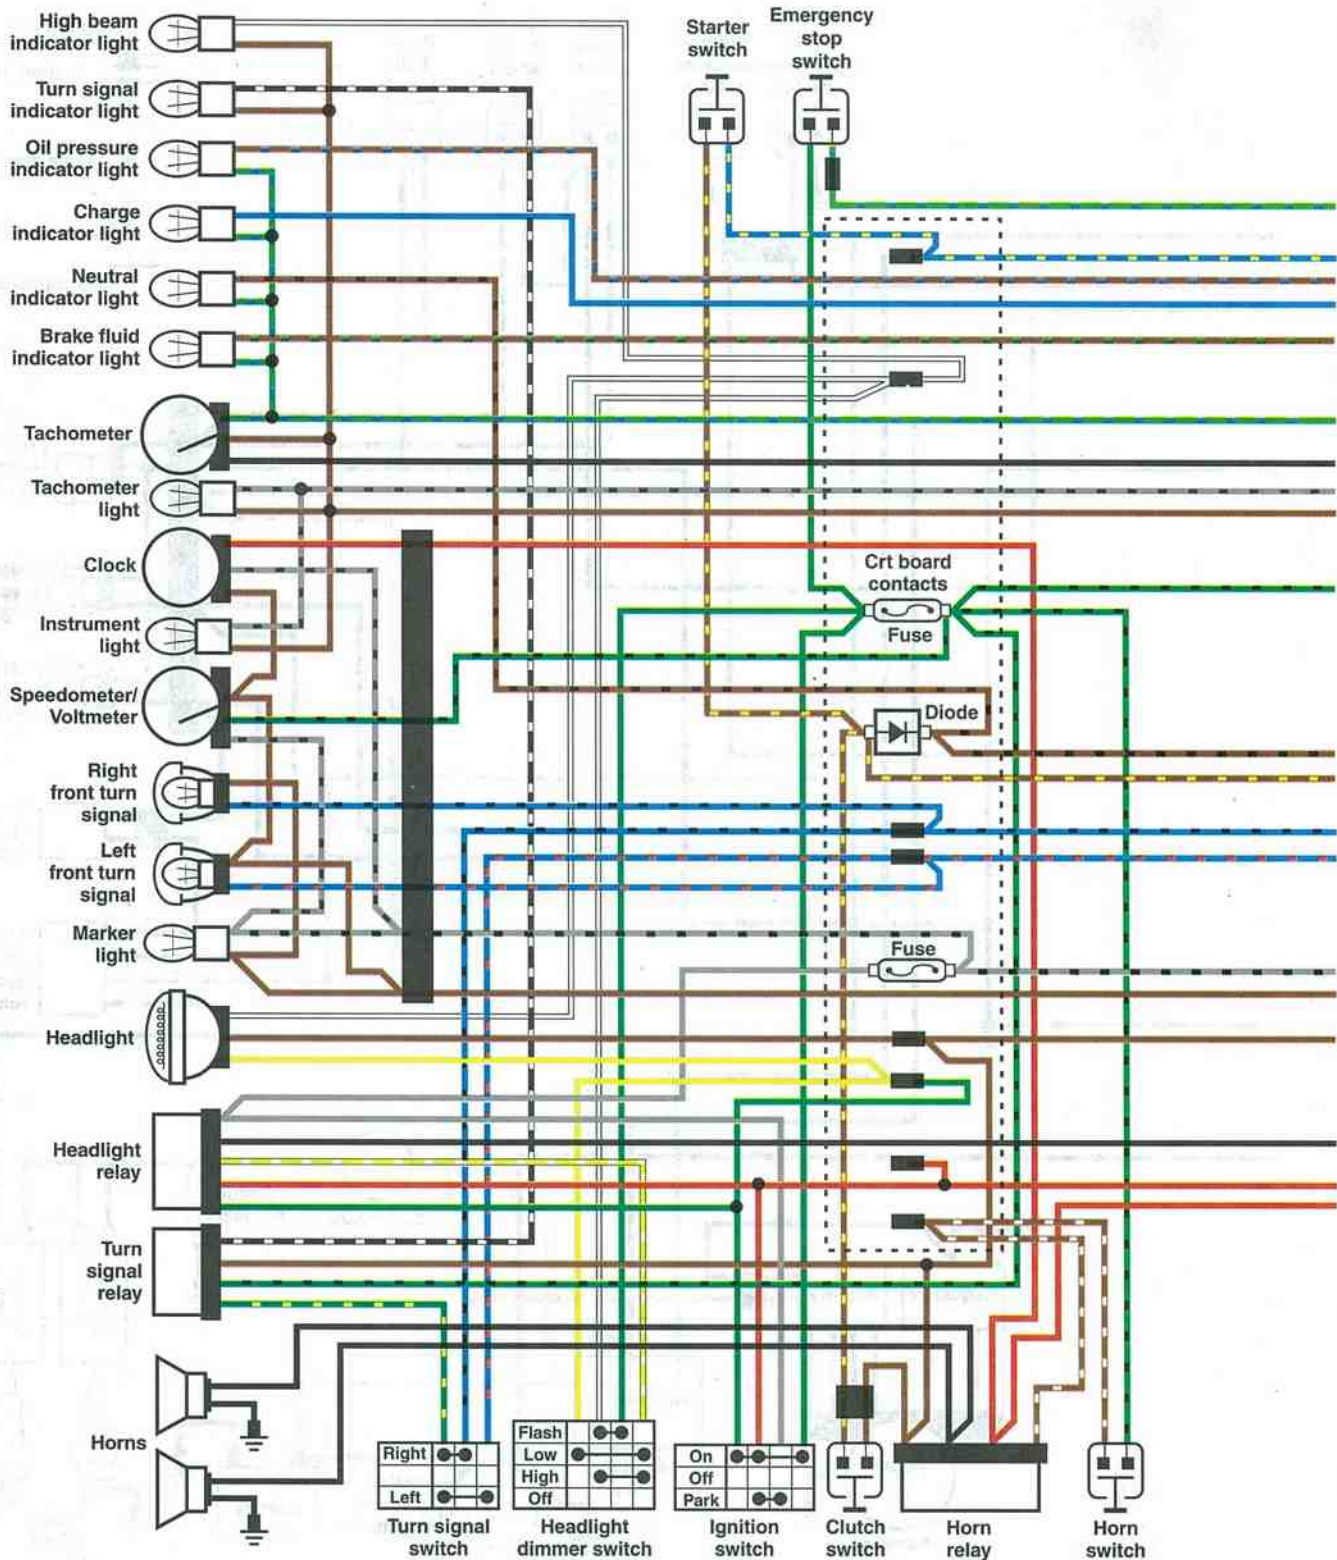 High beam
indicator light
Turn signal
indicator light
Oil pressure
indicator light
Charge
indicator light
Neutral
indicator light
Brake fluid
indicator light
Tachometer
Tachometer
light
Clock
Instrument
light
Speedometer/
Voltmeter
Right
front turn
signal
Left
front turn
signal
Marker
light
Headlight
Headlight
relay
Turn
signal
relay
Horns
Starter
switch
Emergency
stop
switch
Crt board
contacts
Fuse
Diode
Fuse
Right
Left
Turn signal
switch
Flash
Low
High
Off
Headlight
dimmer switch
On
Off
Park
Ignition
switch
Clutch
switch
Horn
relay
Horn
switch